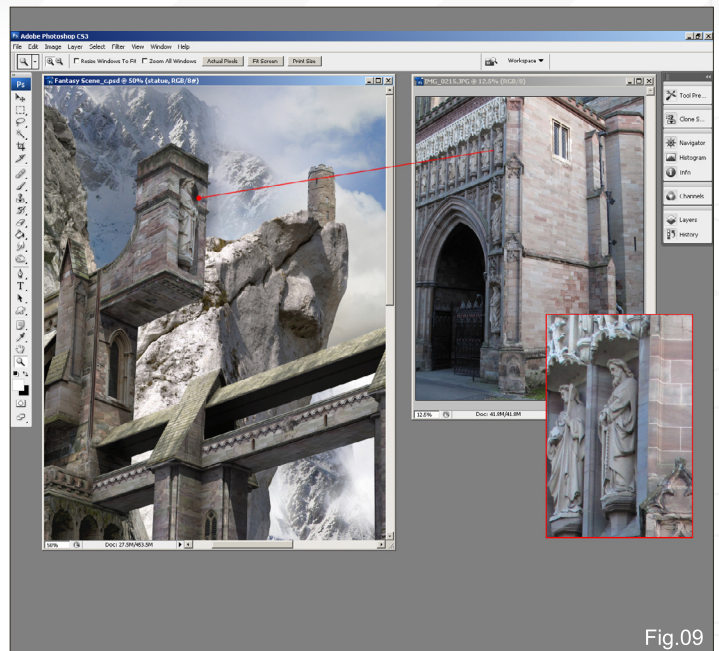 Adobe Photoshop CS3
File Edit Image Layer Select Filter View Window Help
Resize Windows To Fit Zoom All Windows Actual Pixels Fit Screen Print Size Workspace
Fantasy Scene_c.psd @ 50% (statue, RGB/8#)
IMG_0215.JPG @ 12.5% (RGB/8)
Ps
T
Tool Pre...
Clone S...
Navigator
Histogram
Info
Channels
Layers
History
12.5% Doc: 41.9M/41.9M
50% Doc: 27.5M/453.5M
Fig.09